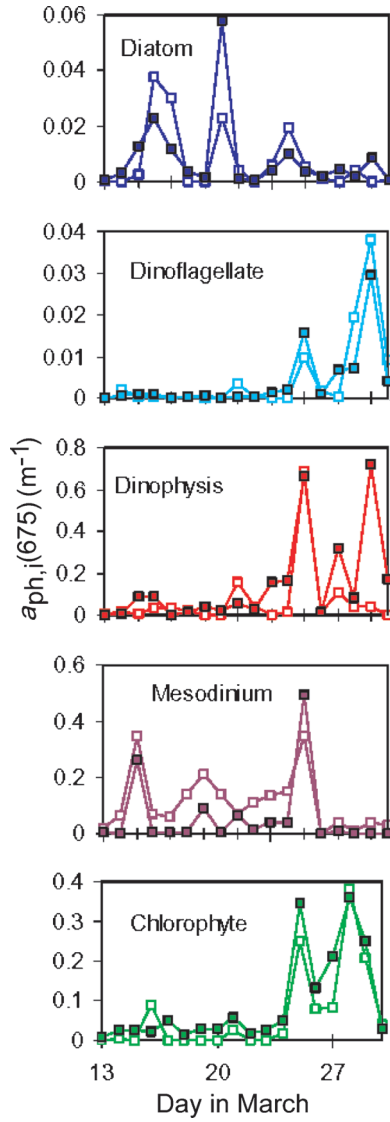 0.06
Diatom
0.04
0.02
0
0.04
Dinoflagellate
0.03
0.02
0.01
0
0.8
Dinophysis
0.6
0.4
0.2
0
aph,i(675) (m-1)
0.6
Mesodinium
0.4
0.2
0
0.4
Chlorophyte
0.3
0.2
0.1
0
13 20 27
Day in March